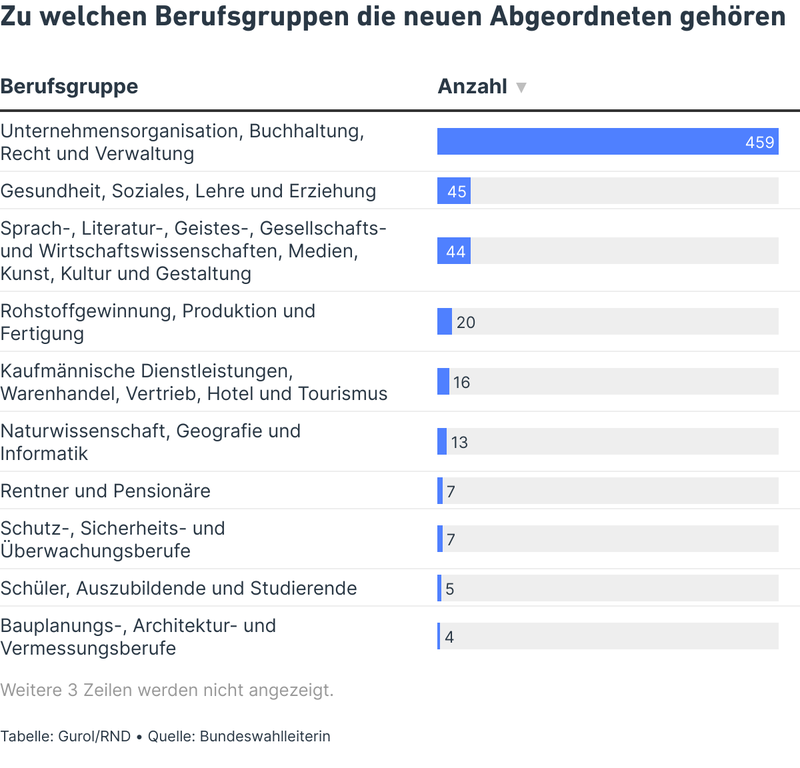 Zu welchen Berufsgruppen die neuen Abgeordneten gehören
Berufsgruppe Anzahl ▼
Unternehmensorganisation, Buchhaltung,
Recht und Verwaltung
459
Gesundheit, Soziales, Lehre und Erziehung 45
Sprach-, Literatur-, Geistes-, Gesellschafts-
und Wirtschaftswissenschaften, Medien,
Kunst, Kultur und Gestaltung
44
Rohstoffgewinnung, Produktion und
Fertigung
20
Kaufmännische Dienstleistungen,
Warenhandel, Vertrieb, Hotel und Tourismus
16
Naturwissenschaft, Geografie und
Informatik
13
Rentner und Pensionäre 7
Schutz-, Sicherheits- und
Überwachungsberufe
7
Schüler, Auszubildende und Studierende 5
Bauplanungs-, Architektur- und
Vermessungsberufe
4
Weitere 3 Zeilen werden nicht angezeigt.
Tabelle: Gurol/RND • Quelle: Bundeswahlleiterin